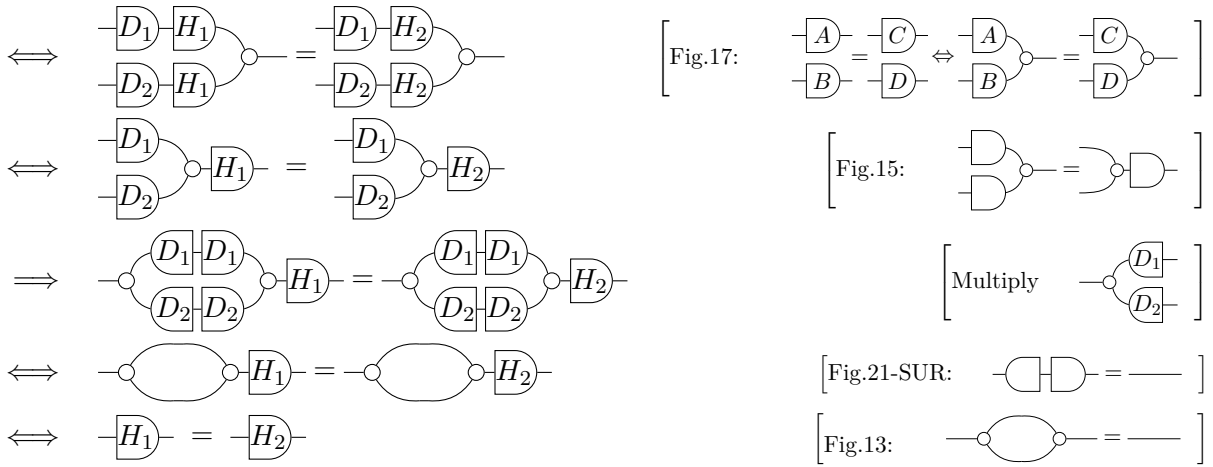 ⟺ D₁ H₁ = D₁ H₂ [Fig.17: A = C ⇔ A = C]
D₂ H₁ D₂ H₂ B D B D
⟺ D₁ H₁ = D₁ H₂ [Fig.15: =]
D₂ D₂
⟹ D₁ D₁ H₁ = D₁ D₁ H₂ [Multiply D₁]
D₂ D₂ D₂ D₂ D₂
⟺ H₁ = H₂ [Fig.21-SUR: =]
⟺ H₁ = H₂ [Fig.13: =]